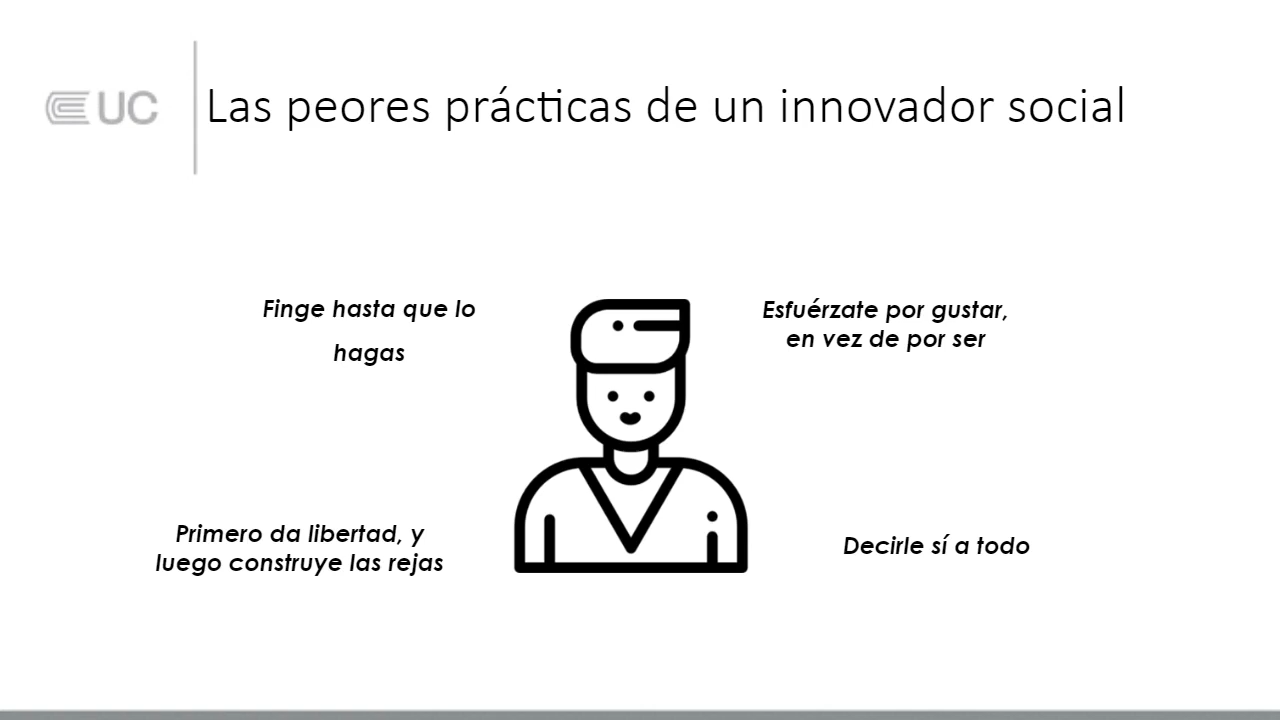 UC
Las peores prácticas de un innovador social
Finge hasta que lo
hagas
Esfuérzate por gustar,
en vez de por ser
Primero da libertad, y
luego construye las rejas
Decirle sí a todo